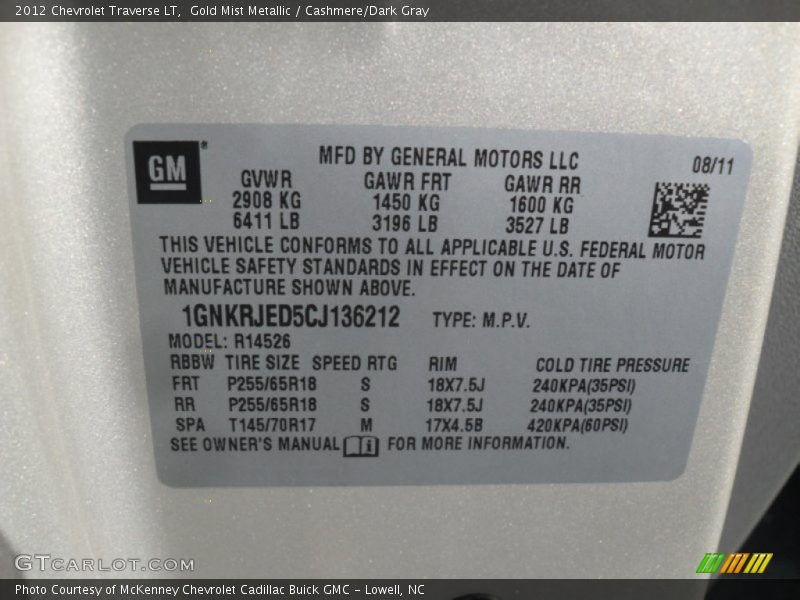 2012 Chevrolet Traverse LT, Gold Mist Metallic / Cashmere/Dark Gray
GM ®
MFD BY GENERAL MOTORS LLC 08/11
GVWR GAWR FRT GAWR RR
2908 KG 1450 KG 1600 KG
6411 LB 3196 LB 3527 LB
THIS VEHICLE CONFORMS TO ALL APPLICABLE U.S. FEDERAL MOTOR
VEHICLE SAFETY STANDARDS IN EFFECT ON THE DATE OF
MANUFACTURE SHOWN ABOVE.
1GNKRJED5CJ136212 TYPE: M.P.V.
MODEL: R14526
RBBW TIRE SIZE SPEED RTG RIM COLD TIRE PRESSURE
FRT P255/65R18 S 18X7.5J 240KPA(35PSI)
RR P255/65R18 S 18X7.5J 240KPA(35PSI)
SPA T145/70R17 M 17X4.5B 420KPA(60PSI)
SEE OWNER'S MANUAL i FOR MORE INFORMATION.
GTCARLOT.COM
Photo Courtesy of McKenney Chevrolet Cadillac Buick GMC - Lowell, NC